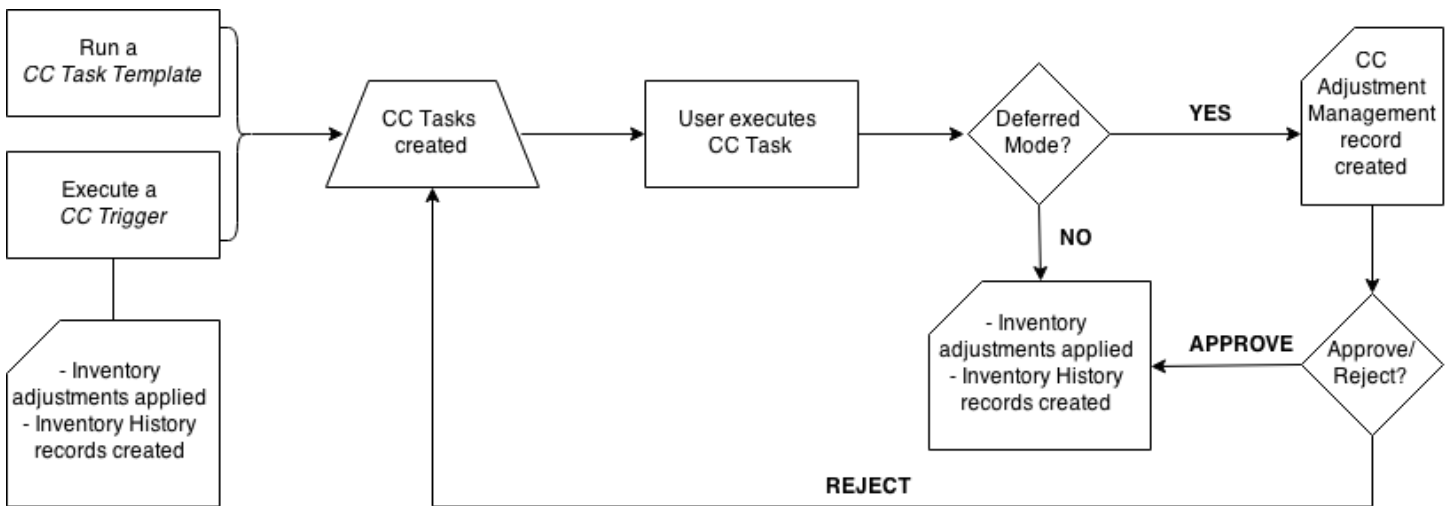 Run a
CC Task Template
Execute a
CC Trigger
- Inventory
adjustments applied
- Inventory History
records created
CC Tasks
created
User executes
CC Task
Deferred
Mode?
YES
NO
CC
Adjustment
Management
record
created
- Inventory
adjustments applied
- Inventory History
records created
APPROVE
Approve/
Reject?
REJECT